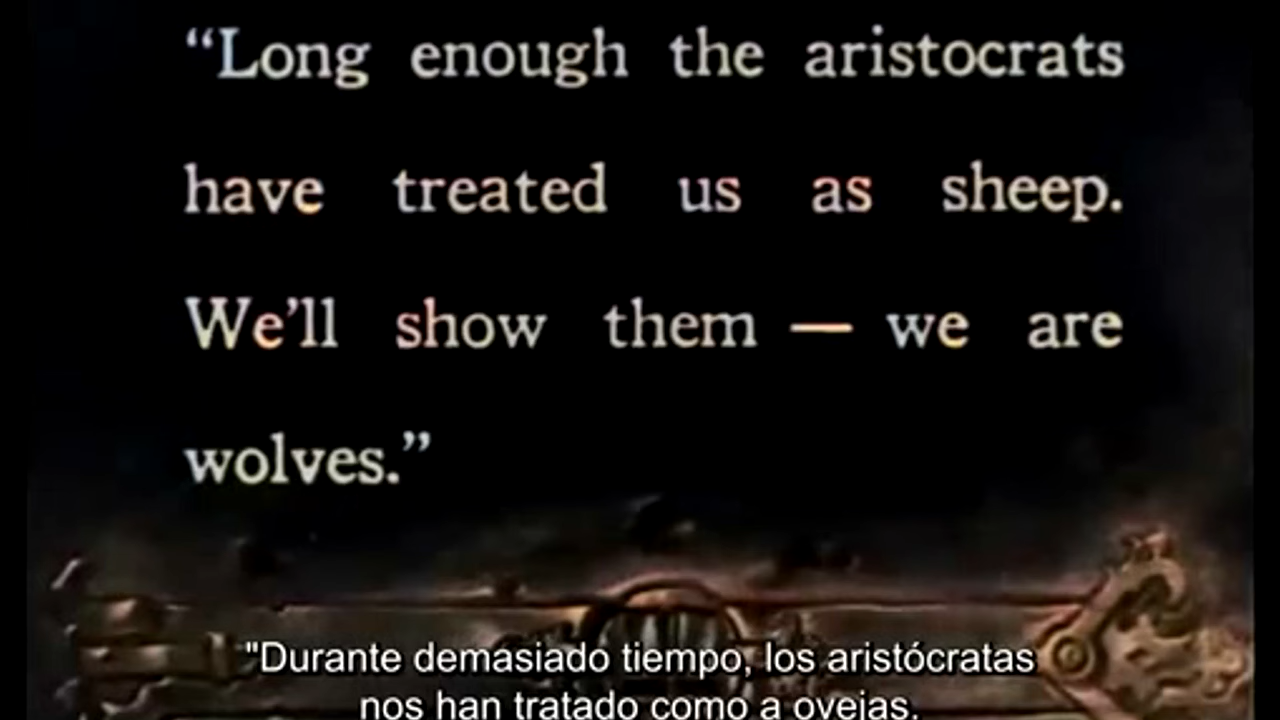 “Long enough the aristocrats
have treated us as sheep.
We’ll show them — we are
wolves.”
"Durante demasiado tiempo, los aristócratas
nos han tratado como a ovejas.